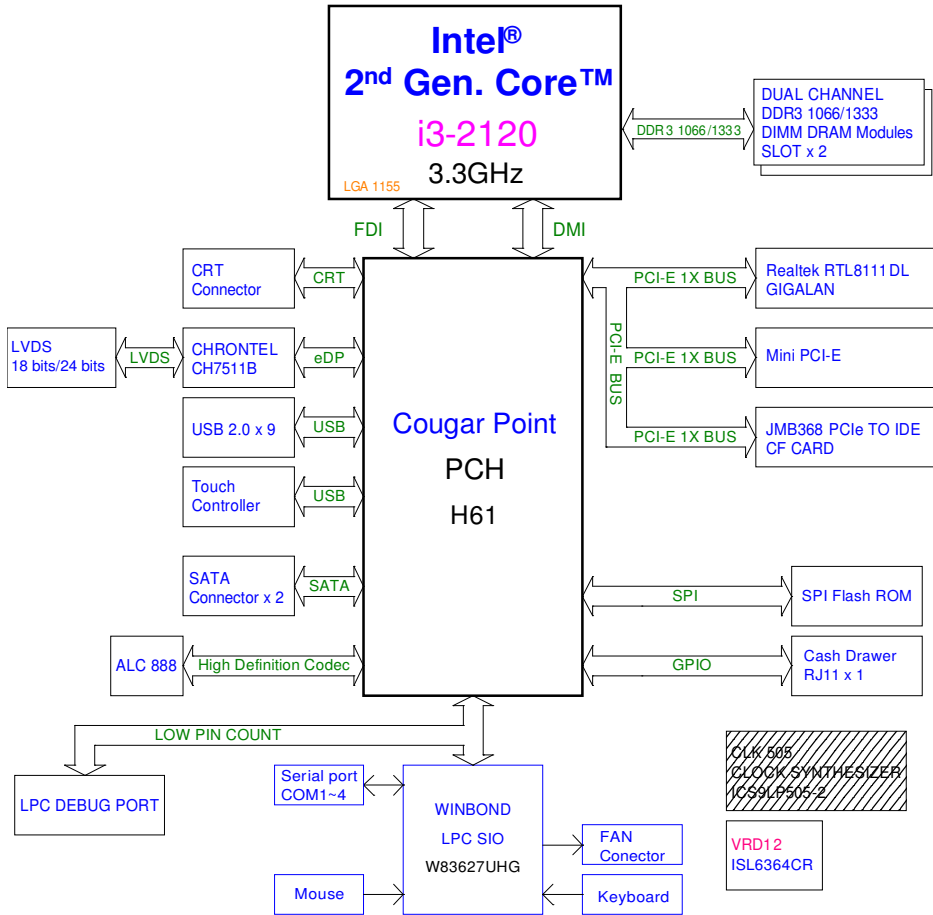 Intel®
2nd Gen. Core™
i3-2120
3.3GHz
LGA 1155
DDR3 1066/1333
DUAL CHANNEL
DDR3 1066/1333
DIMM DRAM Modules
SLOT x 2
FDI
DMI
CRT
Connector
CRT
LVDS
18 bits/24 bits
LVDS
CHRONTEL
CH7511B
eDP
USB 2.0 x 9
USB
Touch
Controller
USB
SATA
Connector x 2
SATA
ALC 888
High Definition Codec
Cougar Point
PCH
H61
PCI-E BUS
PCI-E 1X BUS
Realtek RTL8111DL
GIGALAN
PCI-E 1X BUS
Mini PCI-E
PCI-E 1X BUS
JMB368 PCIe TO IDE
CF CARD
SPI
SPI Flash ROM
GPIO
Cash Drawer
RJ11 x 1
LOW PIN COUNT
LPC DEBUG PORT
Serial port
COM1~4
WINBOND
LPC SIO
W83627UHG
FAN
Conector
Mouse
Keyboard
CLK 505
CLOCK SYNTHESIZER
ICS9LP505-2
VRD12
ISL6364CR